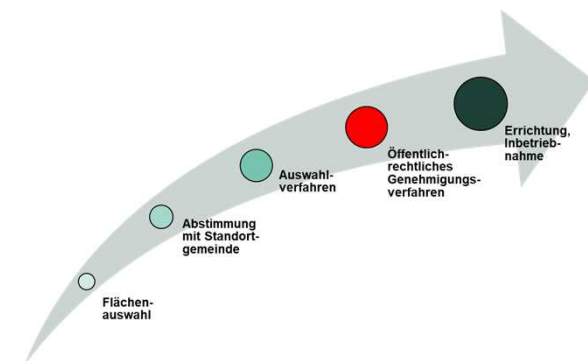 Flächen-
auswahl
Abstimmung
mit Standort-
gemeinde
Auswahl-
verfahren
Öffentlich-
rechtliches
Genehmigungs-
verfahren
Errichtung,
Inbetrieb-
nahme